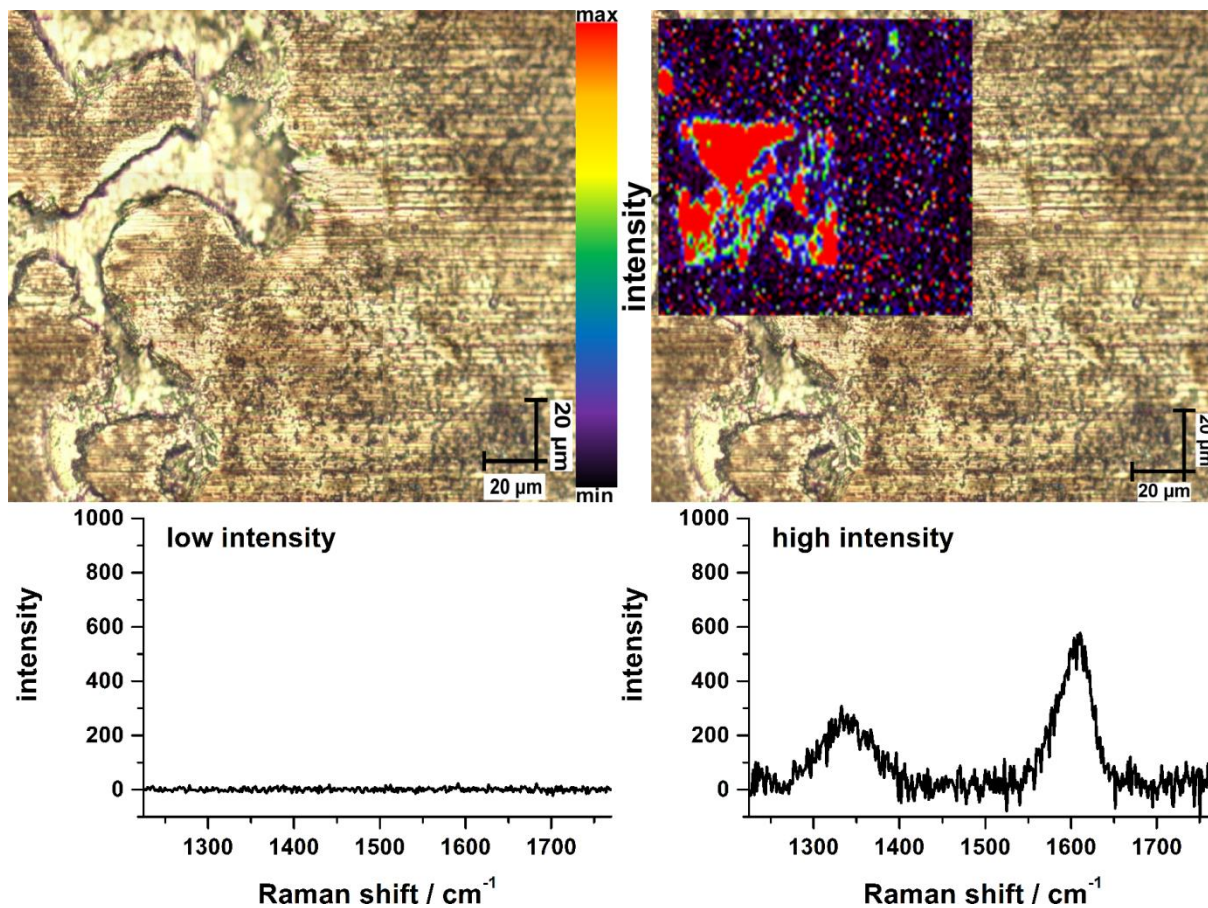 max
intensity
min
20 µm
20 µm
20 µm
20 µm
low intensity
1000
800
600
400
200
0
intensity
1300 1400 1500 1600 1700
Raman shift / cm⁻¹
high intensity
1000
800
600
400
200
0
intensity
1300 1400 1500 1600 1700
Raman shift / cm⁻¹